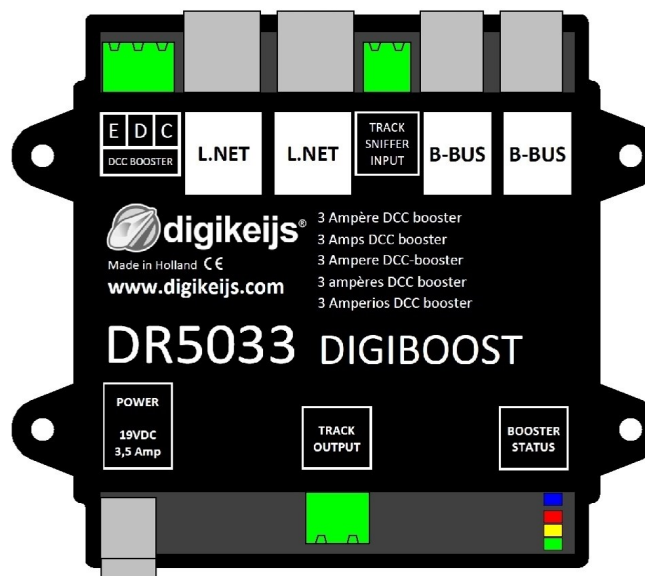 E D C
DCC BOOSTER
L.NET
L.NET
TRACK
SNIFFER
INPUT
B-BUS
B-BUS
digikeijs®
Made in Holland CE
www.digikeijs.com
3 Ampère DCC booster
3 Amps DCC booster
3 Ampere DCC-booster
3 ampères DCC booster
3 Amperios DCC booster
DR5033 DIGIBOOST
POWER
19VDC
3,5 Amp
TRACK
OUTPUT
BOOSTER
STATUS